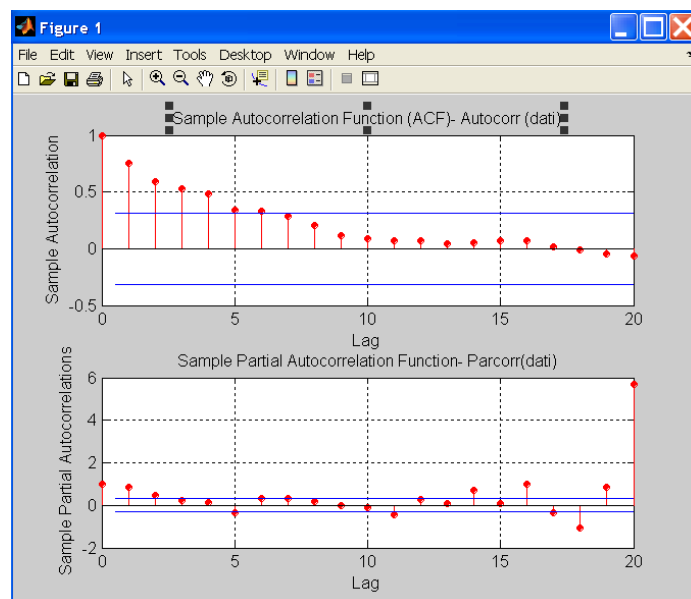 Figure 1
File Edit View Insert Tools Desktop Window Help
Sample Autocorrelation Function (ACF)- Autocorr (dati)
Sample Autocorrelation
1
0.5
0
-0.5
0 5 10 15 20
Lag
Sample Partial Autocorrelation Function- Parcorr(dati)
Sample Partial Autocorrelations
6
4
2
0
-2
0 5 10 15 20
Lag